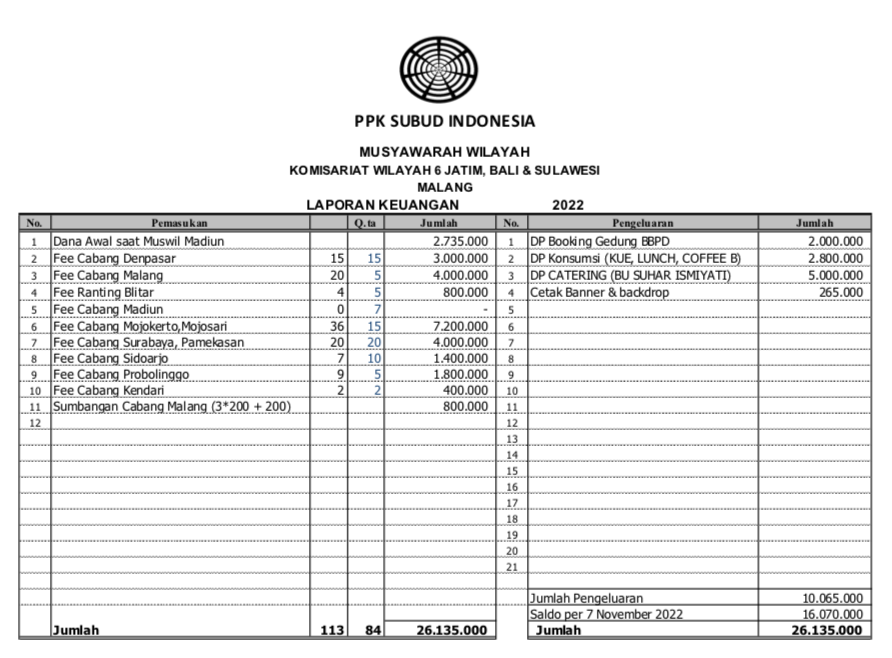 PPK SUBUD INDONESIA
MUSYAWARAH WILAYAH
KOMISARIAT WILAYAH 6 JATIM, BALI & SULAWESI
MALANG
LAPORAN KEUANGAN 2022
No. Pemasukan Q.ta Jumlah No. Pengeluaran Jumlah
1 Dana Awal saat Muswil Madiun 2.735.000 1 DP Booking Gedung BBPD 2.000.000
2 Fee Cabang Denpasar 15 15 3.000.000 2 DP Konsumsi (KUE, LUNCH, COFFEE B) 2.800.000
3 Fee Cabang Malang 20 5 4.000.000 3 DP CATERING (BU SUHAR ISMIYATI) 5.000.000
4 Fee Ranting Blitar 4 5 800.000 4 Cetak Banner & backdrop 265.000
5 Fee Cabang Madiun 0 7 - 5
6 Fee Cabang Mojokerto,Mojosari 36 15 7.200.000 6
7 Fee Cabang Surabaya, Pamekasan 20 20 4.000.000 7
8 Fee Cabang Sidoarjo 7 10 1.400.000 8
9 Fee Cabang Probolinggo 9 5 1.800.000 9
10 Fee Cabang Kendari 2 2 400.000 10
11 Sumbangan Cabang Malang (3*200 + 200) 800.000 11
12 12
13
14
15
16
17
18
19
20
21
Jumlah Pengeluaran 10.065.000
Saldo per 7 November 2022 16.070.000
Jumlah 113 84 26.135.000 Jumlah 26.135.000